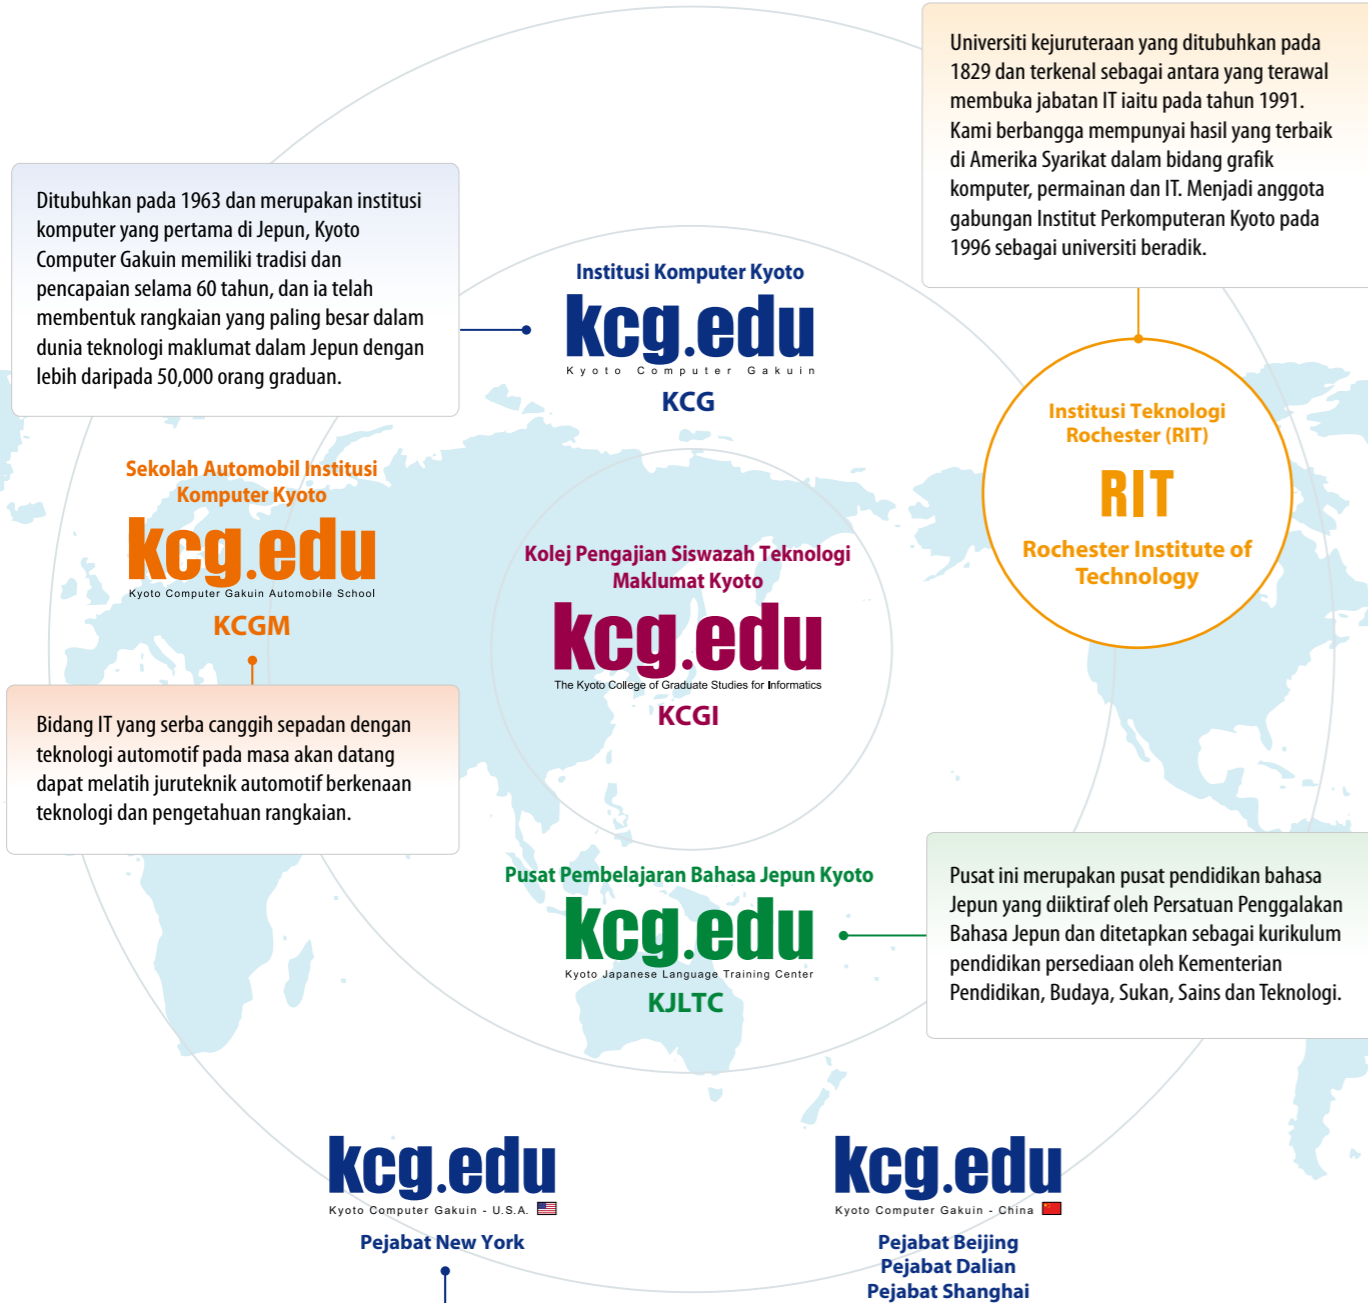 Universiti kejuruteraan yang ditubuhkan pada
1829 dan terkenal sebagai antara yang terawal
membuka jabatan IT iaitu pada tahun 1991.
Kami berbangga mempunyai hasil yang terbaik
di Amerika Syarikat dalam bidang grafik
komputer, permainan dan IT. Menjadi anggota
gabungan Institut Perkomputeran Kyoto pada
1996 sebagai universiti beradik.
Ditubuhkan pada 1963 dan merupakan institusi
komputer yang pertama di Jepun, Kyoto
Computer Gakuin memiliki tradisi dan
pencapaian selama 60 tahun, dan ia telah
membentuk rangkaian yang paling besar dalam
dunia teknologi maklumat dalam Jepun dengan
lebih daripada 50,000 orang graduan.
Institusi Komputer Kyoto
kcg.edu
Kyoto Computer Gakuin
KCG
Institusi Teknologi
Rochester (RIT)
RIT
Rochester Institute of
Technology
Sekolah Automobil Institusi
Komputer Kyoto
kcg.edu
Kyoto Computer Gakuin Automobile School
KCGM
Kolej Pengajian Siswazah Teknologi
Maklumat Kyoto
kcg.edu
The Kyoto College of Graduate Studies for Informatics
KCGI
Bidang IT yang serba canggih sepadan dengan
teknologi automotif pada masa akan datang
dapat melatih juruteknik automotif berkenaan
teknologi dan pengetahuan rangkaian.
Pusat Pembelajaran Bahasa Jepun Kyoto
kcg.edu
Kyoto Japanese Language Training Center
KJLTC
Pusat ini merupakan pusat pendidikan bahasa
Jepun yang diiktiraf oleh Persatuan Penggalakan
Bahasa Jepun dan ditetapkan sebagai kurikulum
pendidikan persediaan oleh Kementerian
Pendidikan, Budaya, Sukan, Sains dan Teknologi.
kcg.edu
Kyoto Computer Gakuin - U.S.A.
Pejabat New York
kcg.edu
Kyoto Computer Gakuin - China
Pejabat Beijing
Pejabat Dalian
Pejabat Shanghai